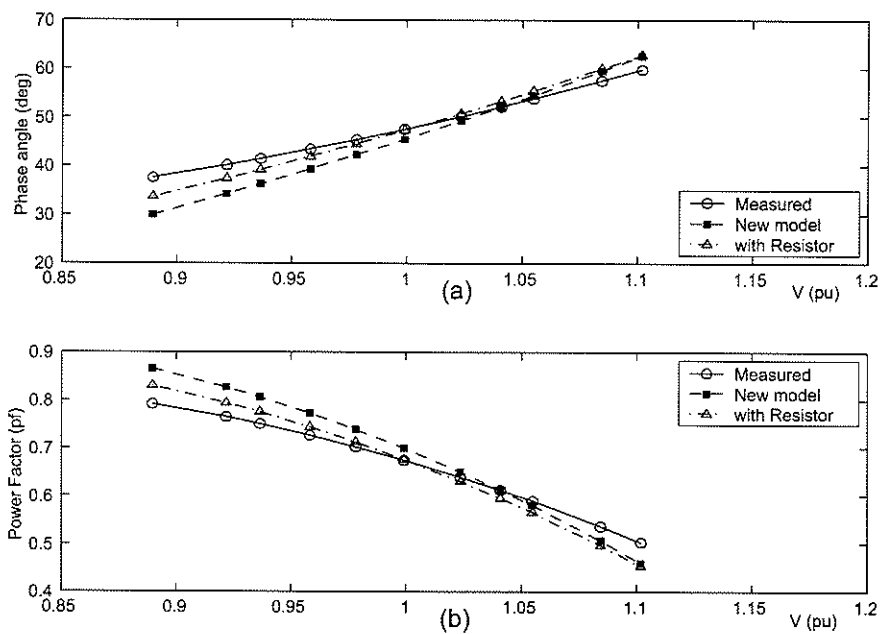 70
60
50
40
30
20
Phase angle (deg)
Measured
New model
with Resistor
0.85 0.9 0.95 1 1.05 1.1 1.15 1.2
(a)
V (pu)
0.9
0.8
0.7
0.6
0.5
0.4
Power Factor (pf)
Measured
New model
with Resistor
0.85 0.9 0.95 1 1.05 1.1 1.15 1.2
(b)
V (pu)